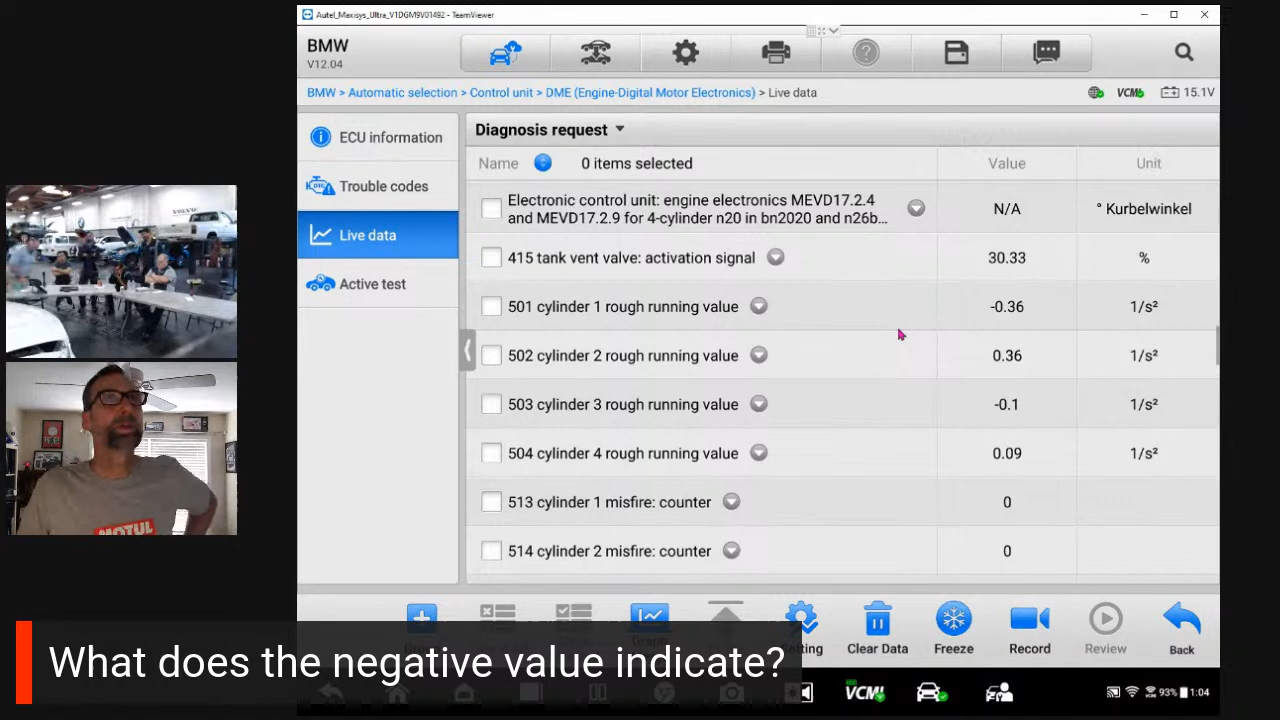 Autel_Maxisys_Ultra_V1DGM9V01492 - TeamViewer
BMW
V12.04
BMW > Automatic selection > Control unit > DME (Engine-Digital Motor Electronics) > Live data
VCMI
15.1V
ECU information
Trouble codes
Live data
Active test
Diagnosis request
Name 0 items selected Value Unit
Electronic control unit: engine electronics MEVD17.2.4
and MEVD17.2.9 for 4-cylinder n20 in bn2020 and n26b...
N/A ° Kurbelwinkel
415 tank vent valve: activation signal 30.33 %
501 cylinder 1 rough running value -0.36 1/s²
502 cylinder 2 rough running value 0.36 1/s²
503 cylinder 3 rough running value -0.1 1/s²
504 cylinder 4 rough running value 0.09 1/s²
513 cylinder 1 misfire: counter 0
514 cylinder 2 misfire: counter 0
Clear Data Freeze Record Review Back
What does the negative value indicate?
VCMI
93% 1:04
VOLVO
MOTUL